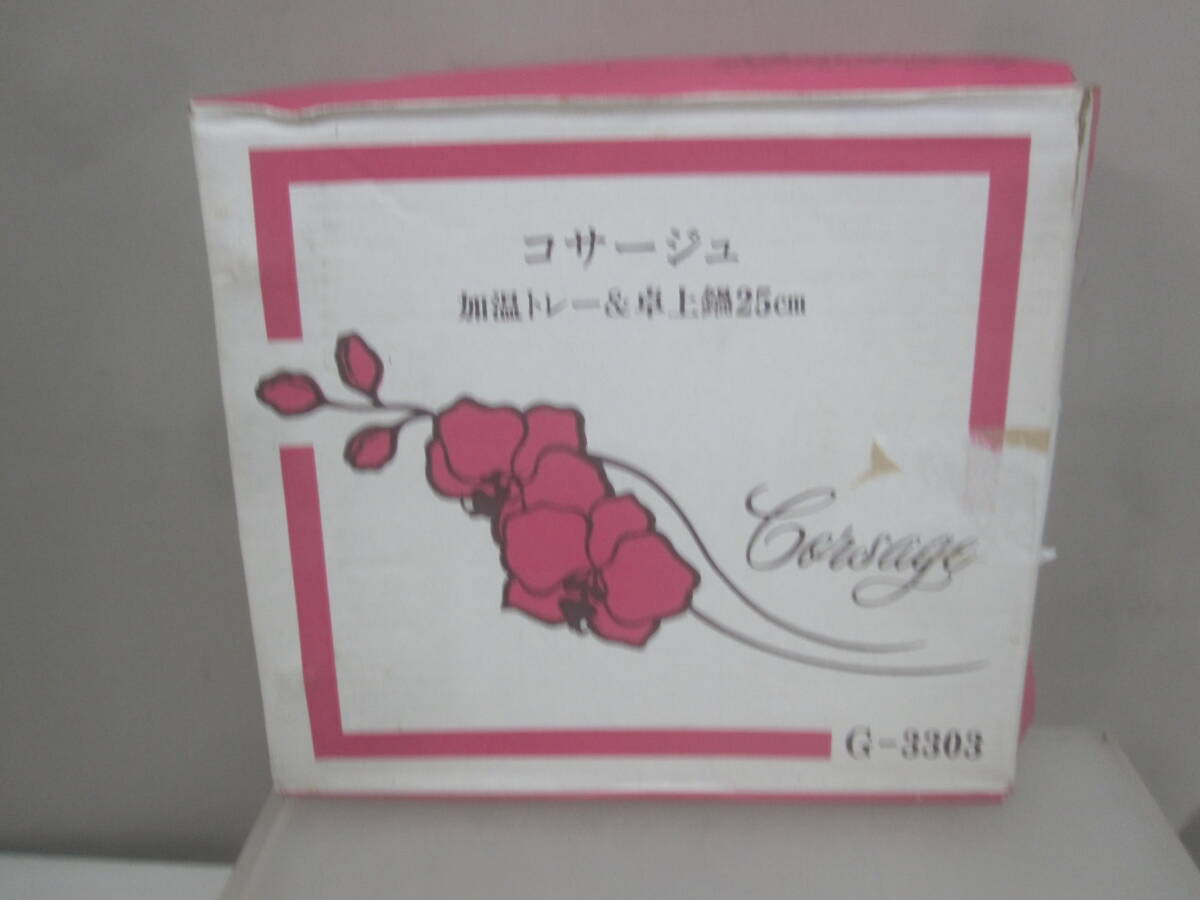 コサージュ
加温トレー&卓上鍋25cm
Corsage
G-3303